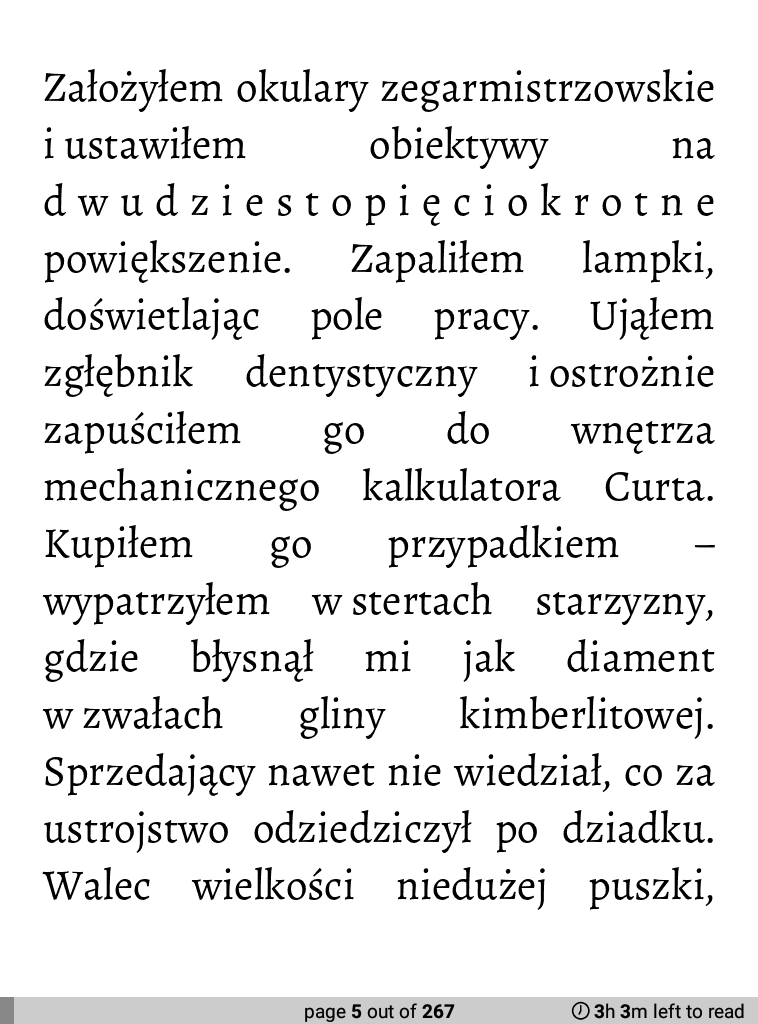 Założyłem okulary zegarmistrzowskie
i ustawiłem obiektywy na
dwudziestopięciokrotne
powiększenie. Zapaliłem lampki,
doświetlając pole pracy. Ująłem
zgłębnik dentystyczny i ostrożnie
zapuściłem go do wnętrza
mechanicznego kalkulatora Curta.
Kupiłem go przypadkiem –
wypatrzyłem w stertach starzyzny,
gdzie błysnął mi jak diament
w zwałach gliny kimberlitowej.
Sprzedający nawet nie wiedział, co za
ustrojstwo odziedziczył po dziadku.
Walec wielkości niedużej puszki,
page 5 out of 267 3h 3m left to read